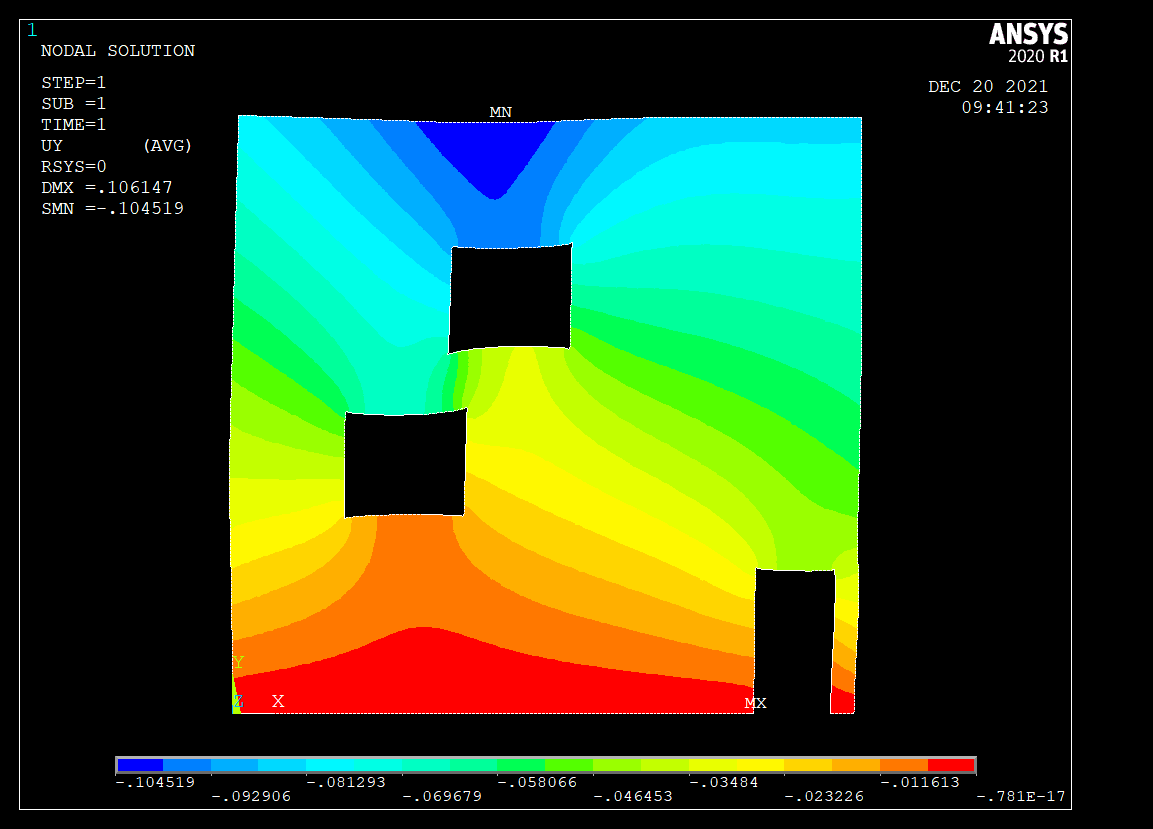 1
ANSYS
2020 R1
NODAL SOLUTION
STEP=1
SUB =1
TIME=1
UY (AVG)
RSYS=0
DMX =.106147
SMN =-.104519
DEC 20 2021
09:41:23
MN
Y
Z X
MX
-.104519 -.081293 -.058066 -.03484 -.011613
-.092906 -.069679 -.046453 -.023226 -.781E-17